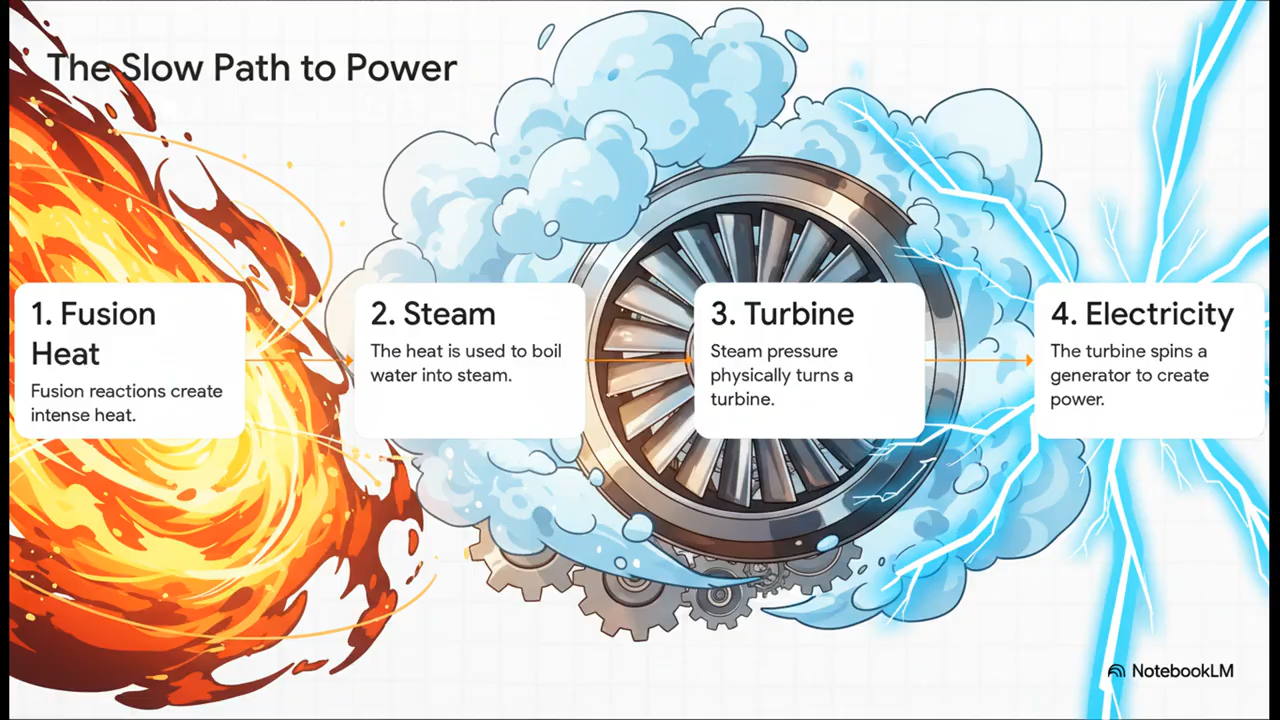 The Slow Path to Power
1. Fusion
Heat
Fusion reactions create
intense heat.
2. Steam
The heat is used to boil
water into steam.
3. Turbine
Steam pressure
physically turns a
turbine.
4. Electricity
The turbine spins a
generator to create
power.
NotebookLM